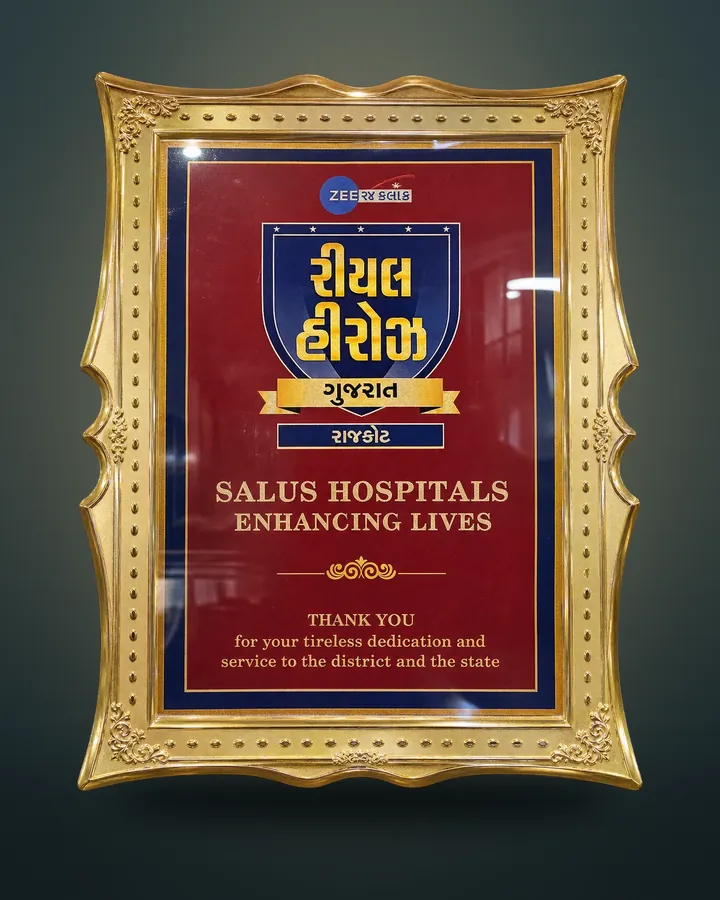 ZEE ૨૪ કલાક
રીયલ
હીરોઝ
ગુજરાત
રાજકોટ
SALUS HOSPITALS
ENHANCING LIVES
THANK YOU
for your tireless dedication and
service to the district and the state